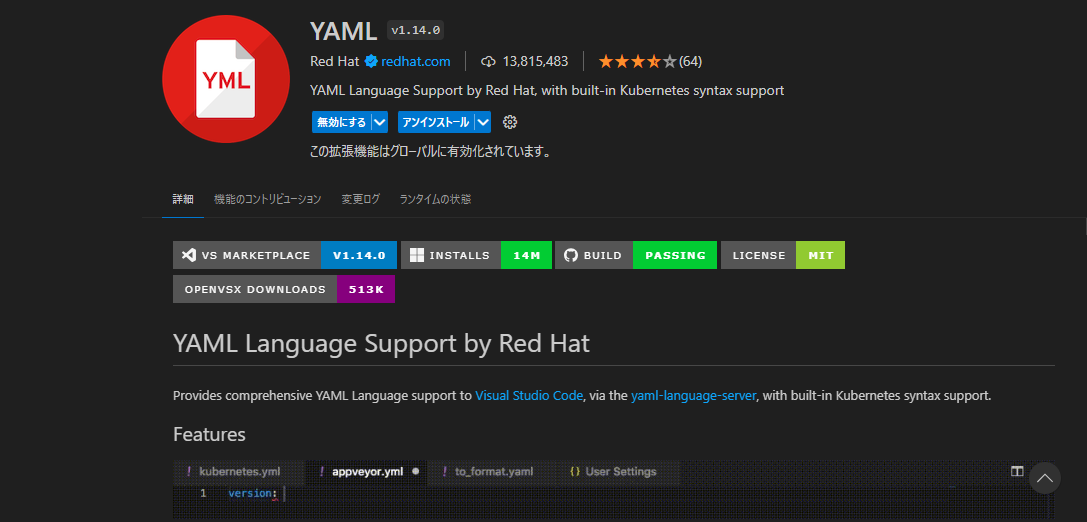 YML
YAML v1.14.0
Red Hat redhat.com 13,815,483 (64)
YAML Language Support by Red Hat, with built-in Kubernetes syntax support
無効にする アンインストール
この拡張機能はグローバルに有効化されています。
詳細 機能のコントリビューション 変更ログ ランタイムの状態
VS MARKETPLACE V1.14.0 INSTALLS 14M BUILD PASSING LICENSE MIT
OPENVSX DOWNLOADS 513K
YAML Language Support by Red Hat
Provides comprehensive YAML Language support to Visual Studio Code, via the yaml-language-server, with built-in Kubernetes syntax support.
Features
! kubernetes.yml ! appveyor.yml ● ! to_format.yaml {} User Settings
1 version: